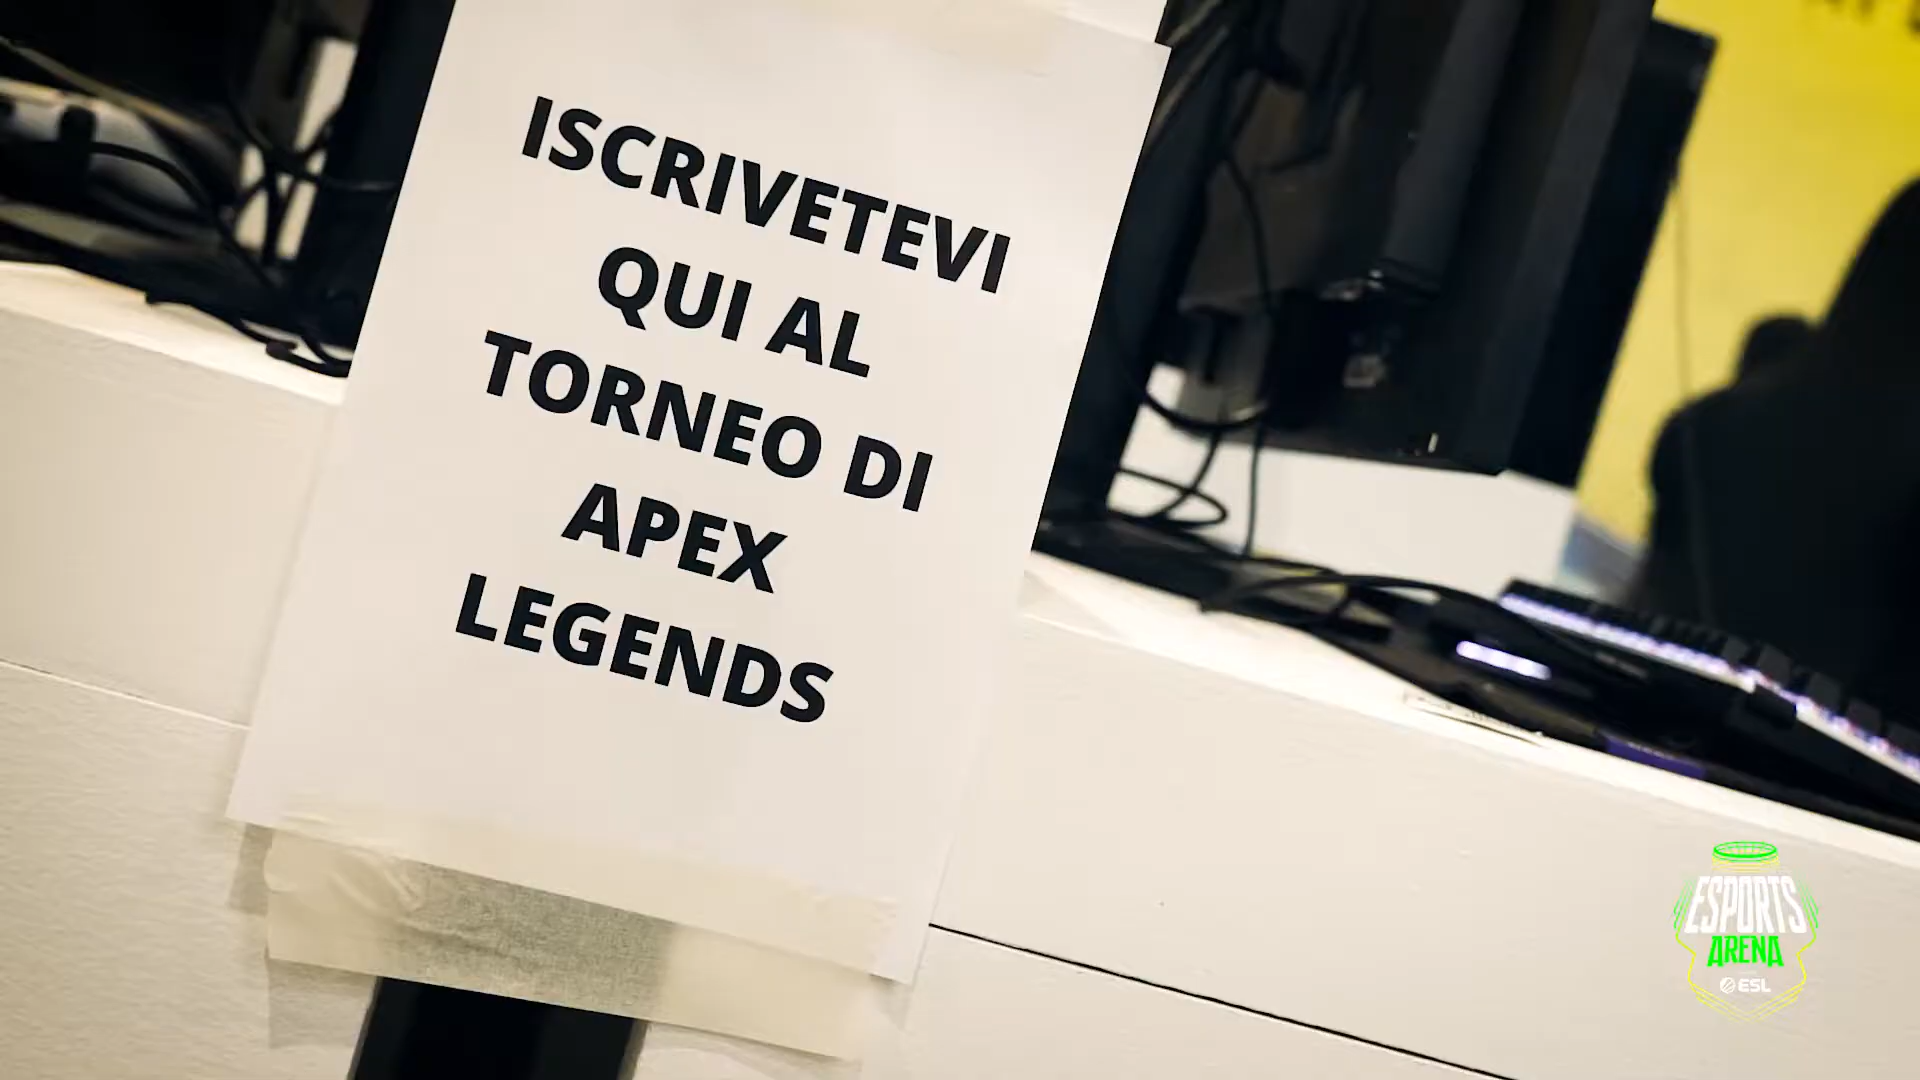 ISCRIVETEVI
QUI AL
TORNEO DI
APEX
LEGENDS
ESPORTS
ARENA
ESL